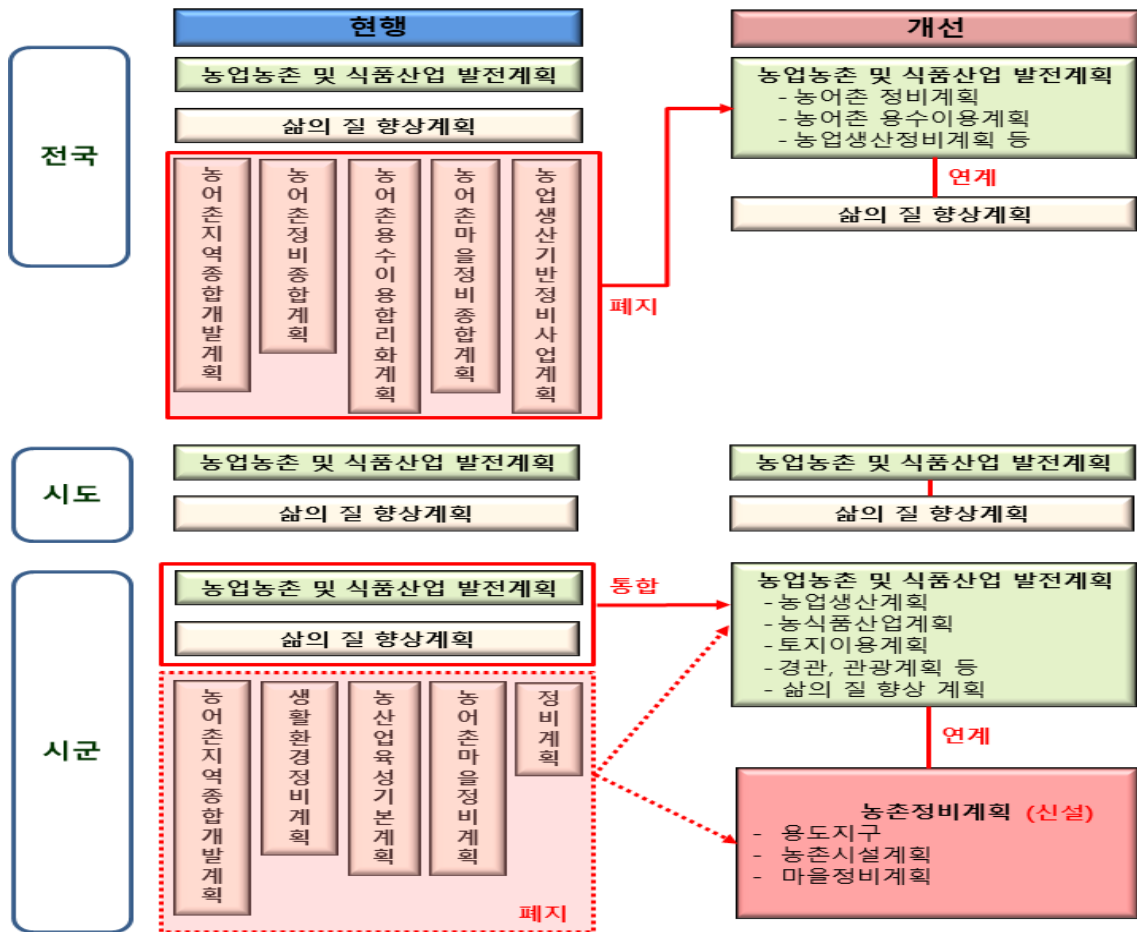 현행
개선
전국
농업농촌 및 식품산업 발전계획
삶의 질 향상계획
농어촌지역종합개발계획
농어촌정비종합계획
농어촌용수이용합리화계획
농어촌마을정비종합계획
농업생산기반정비사업계획
폐지
농업농촌 및 식품산업 발전계획
- 농어촌 정비계획
- 농어촌 용수이용계획
- 농업생산정비계획 등
연계
삶의 질 향상계획
시도
농업농촌 및 식품산업 발전계획
삶의 질 향상계획
농업농촌 및 식품산업 발전계획
삶의 질 향상계획
시군
농업농촌 및 식품산업 발전계획
삶의 질 향상계획
통합
농어촌지역종합개발계획
생활환경정비계획
농산업육성기본계획
농어촌마을정비계획
정비계획
폐지
농업농촌 및 식품산업 발전계획
- 농업생산계획
- 농식품산업계획
- 토지이용계획
- 경관, 관광계획 등
- 삶의 질 향상 계획
연계
농촌정비계획 (신설)
- 용도지구
- 농촌시설계획
- 마을정비계획